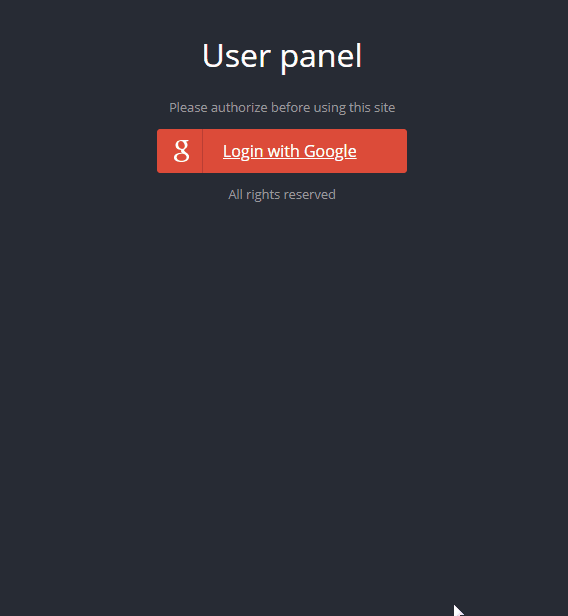 User panel
Please authorize before using this site
g Login with Google
All rights reserved